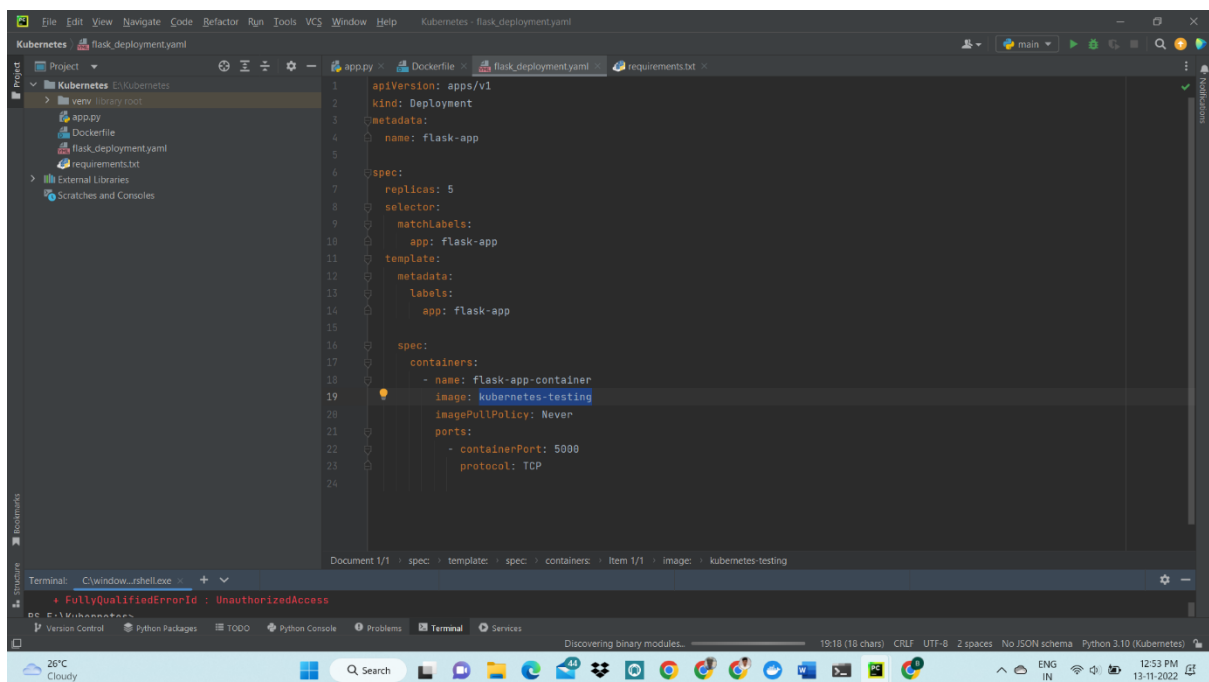 File Edit View Navigate Code Refactor Run Tools VCS Window Help Kubernetes - flask_deployment.yaml
Kubernetes flask_deployment.yaml main
Project
Project app.py Dockerfile flask_deployment.yaml requirements.txt
Kubernetes E:\Kubernetes
venv library root
app.py
Dockerfile
flask_deployment.yaml
requirements.txt
External Libraries
Scratches and Consoles
1 apiVersion: apps/v1
2 kind: Deployment
3 metadata:
4 name: flask-app
5
6 spec:
7 replicas: 5
8 selector:
9 matchLabels:
10 app: flask-app
11 template:
12 metadata:
13 labels:
14 app: flask-app
15
16 spec:
17 containers:
18 - name: flask-app-container
19 image: kubernetes-testing
20 imagePullPolicy: Never
21 ports:
22 - containerPort: 5000
23 protocol: TCP
24
Notifications
Bookmarks
Structure
Document 1/1 spec: template: spec: containers: Item 1/1 image: kubernetes-testing
Terminal: C:\window...rshell.exe
+ FullyQualifiedErrorId : UnauthorizedAccess
PS E:\Kubernetes>
Version Control Python Packages TODO Python Console Problems Terminal Services
Discovering binary modules... 19:18 (18 chars) CRLF UTF-8 2 spaces No JSON schema Python 3.10 (Kubernetes)
26°C
Cloudy
Search
44
8
ENG
IN
12:53 PM
13-11-2022